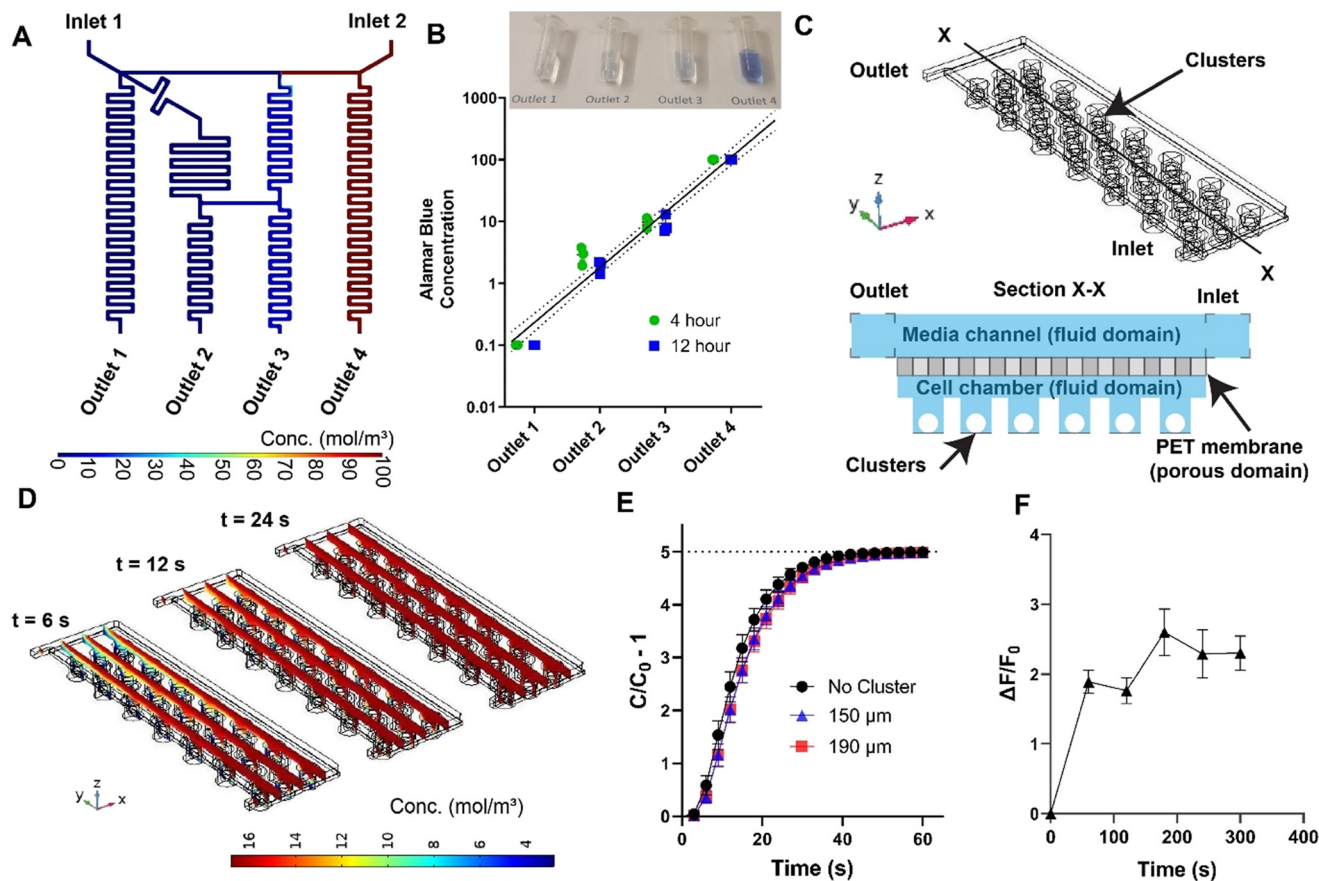 A
Inlet 1
Inlet 2
Outlet 1
Outlet 2
Outlet 3
Outlet 4
Conc. (mol/m³)
0
10
20
30
40
50
60
70
80
90
100
B
Outlet 1
Outlet 2
Outlet 3
Outlet 4
Alamar Blue
Concentration
1000
100
10
1
0.1
0.01
4 hour
12 hour
Outlet 1
Outlet 2
Outlet 3
Outlet 4
C
X
Outlet
Clusters
z
y
x
Inlet
X
Outlet
Section X-X
Inlet
Media channel (fluid domain)
Cell chamber (fluid domain)
Clusters
PET membrane
(porous domain)
D
t = 24 s
t = 12 s
t = 6 s
z
y
x
Conc. (mol/m³)
16
14
12
10
8
6
4
E
C/C₀ - 1
6
5
4
3
2
1
0
No Cluster
150 µm
190 µm
0
20
40
60
Time (s)
F
ΔF/F₀
4
3
2
1
0
0
100
200
300
400
Time (s)